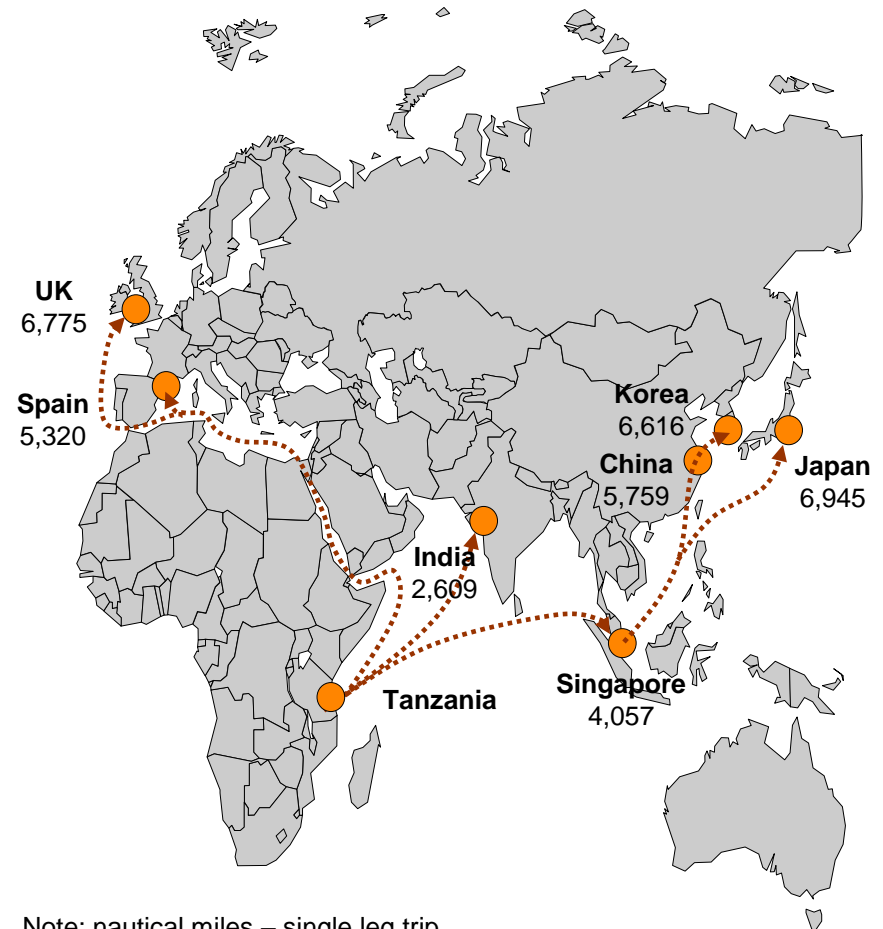 UK
6,775
Spain
5,320
Korea
6,616
China
5,759
Japan
6,945
India
2,609
Tanzania
Singapore
4,057
Note: nautical miles – single leg trip